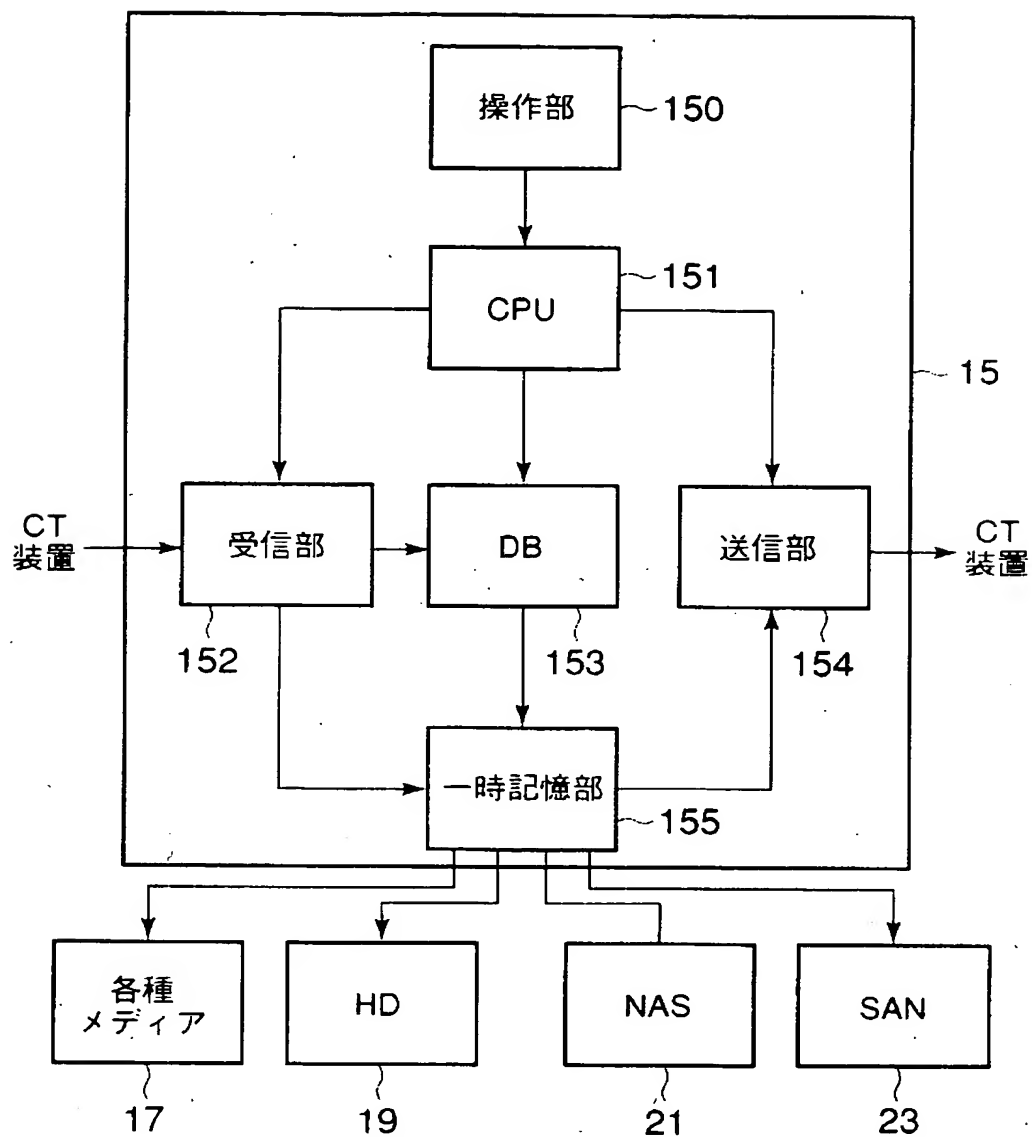 操作部
150
CPU
151
15
CT
装置
受信部
DB
送信部
CT
装置
152
153
154
一時記憶部
155
各種
メディア
HD
NAS
SAN
17
19
21
23